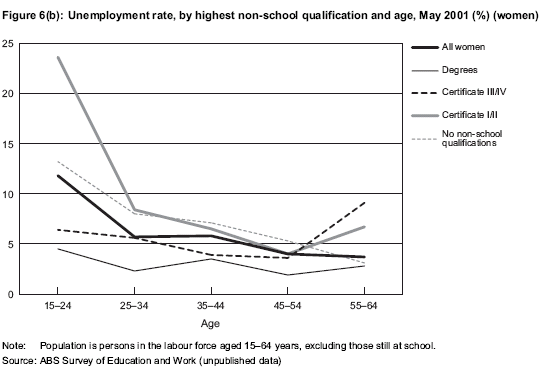 Figure 6(b): Unemployment rate, by highest non-school qualification and age, May 2001 (%) (women)
25
20
15
10
5
0
15–24
25–34
35–44
45–54
55–64
Age
All women
Degrees
Certificate III/IV
Certificate I/II
No non-school
qualifications
Note: Population is persons in the labour force aged 15–64 years, excluding those still at school.
Source: ABS Survey of Education and Work (unpublished data)